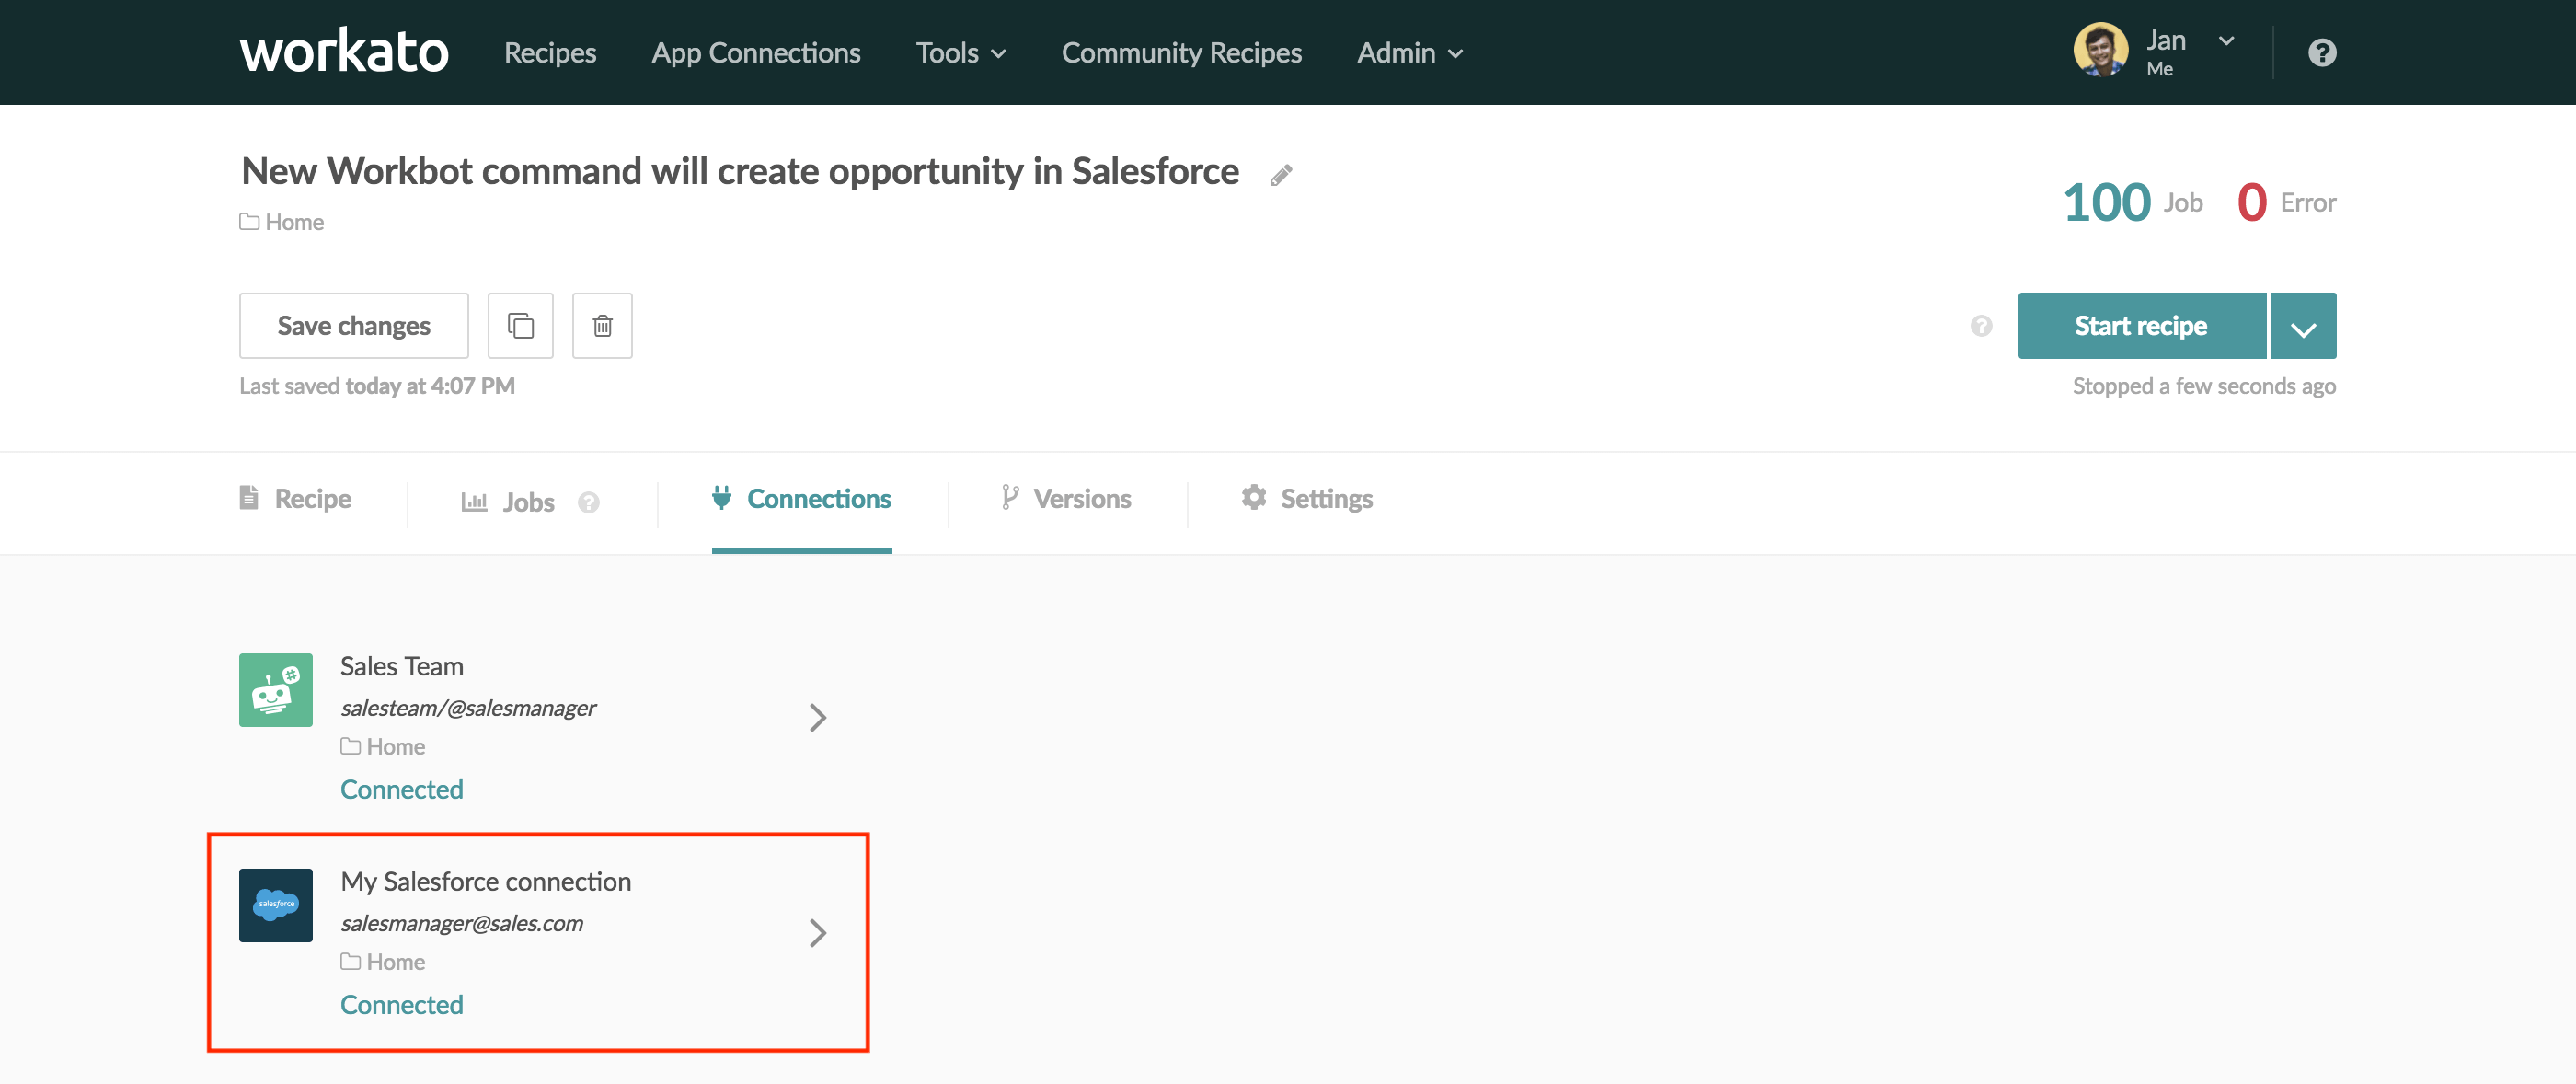 workato Recipes App Connections Tools Community Recipes Admin Jan
Me
New Workbot command will create opportunity in Salesforce
100 Job 0 Error
Home
Save changes
Start recipe
Last saved today at 4:07 PM
Stopped a few seconds ago
Recipe Jobs Connections Versions Settings
Sales Team
salesteam/@salesmanager
Home
Connected
salesforce
My Salesforce connection
salesmanager@sales.com
Home
Connected